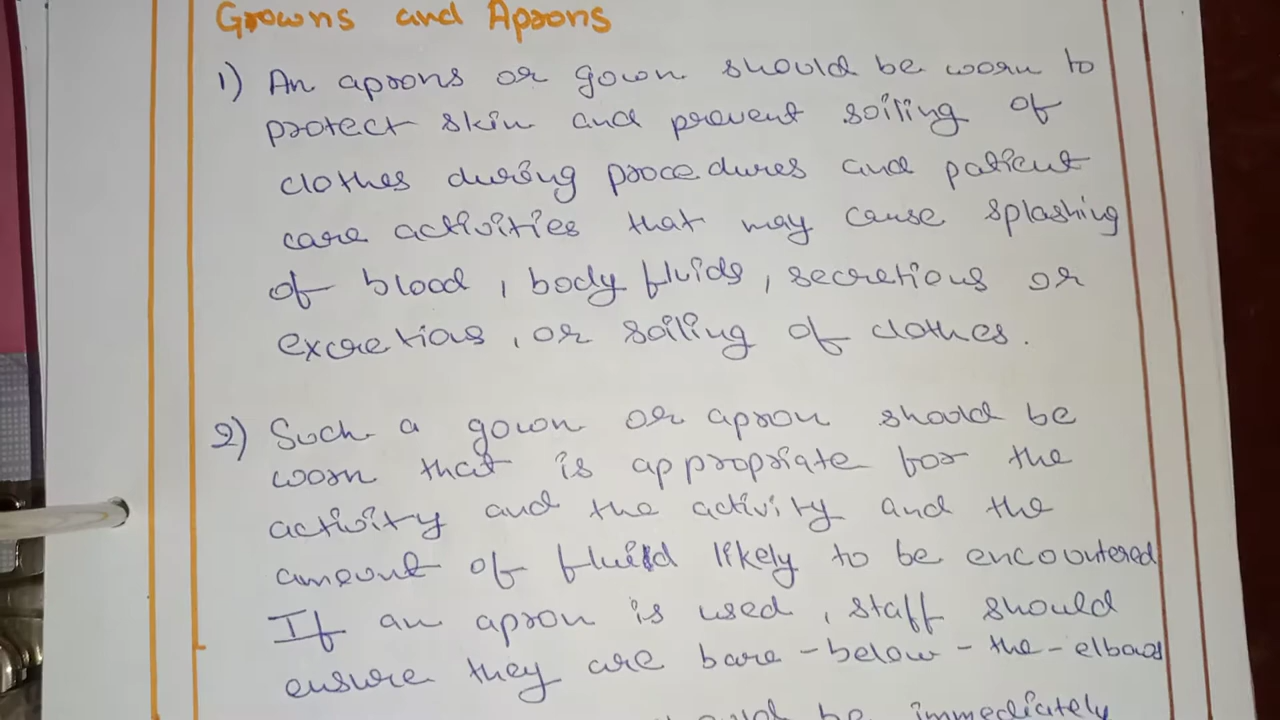 Growns and Aprons
1) An aprons or gown should be worn to
protect skin and prevent soiling of
clothes during procedures and patient
care activities that may cause splashing
of blood, body fluids, secretions or
excretions, or soiling of clothes.
2) Such a gown or apron should be
worn that is appropriate for the
activity and the activity and the
amount of fluid likely to be encountered
If an apron is used, staff should
ensure they are bare-below-the-elbows
be immediately